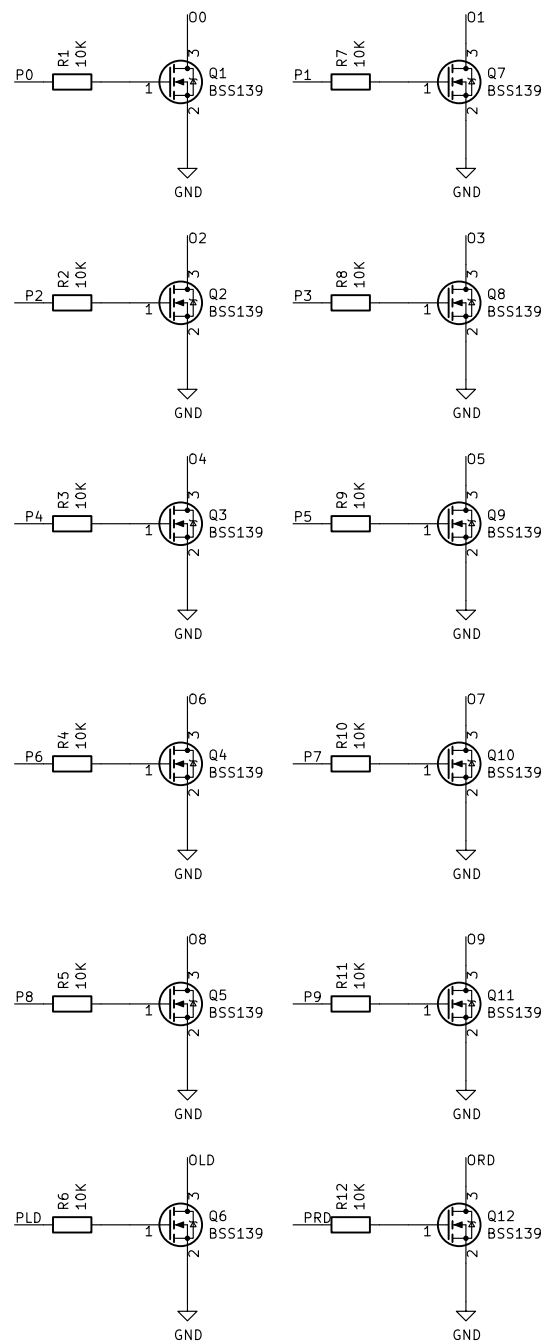 O0
P0
R1
10K
3
1
2
Q1
BSS139
GND
O1
P1
R7
10K
3
1
2
Q7
BSS139
GND
O2
P2
R2
10K
3
1
2
Q2
BSS139
GND
O3
P3
R8
10K
3
1
2
Q8
BSS139
GND
O4
P4
R3
10K
3
1
2
Q3
BSS139
GND
O5
P5
R9
10K
3
1
2
Q9
BSS139
GND
O6
P6
R4
10K
3
1
2
Q4
BSS139
GND
O7
P7
R10
10K
3
1
2
Q10
BSS139
GND
O8
P8
R5
10K
3
1
2
Q5
BSS139
GND
O9
P9
R11
10K
3
1
2
Q11
BSS139
GND
OLD
PLD
R6
10K
3
1
2
Q6
BSS139
GND
ORD
PRD
R12
10K
3
1
2
Q12
BSS139
GND